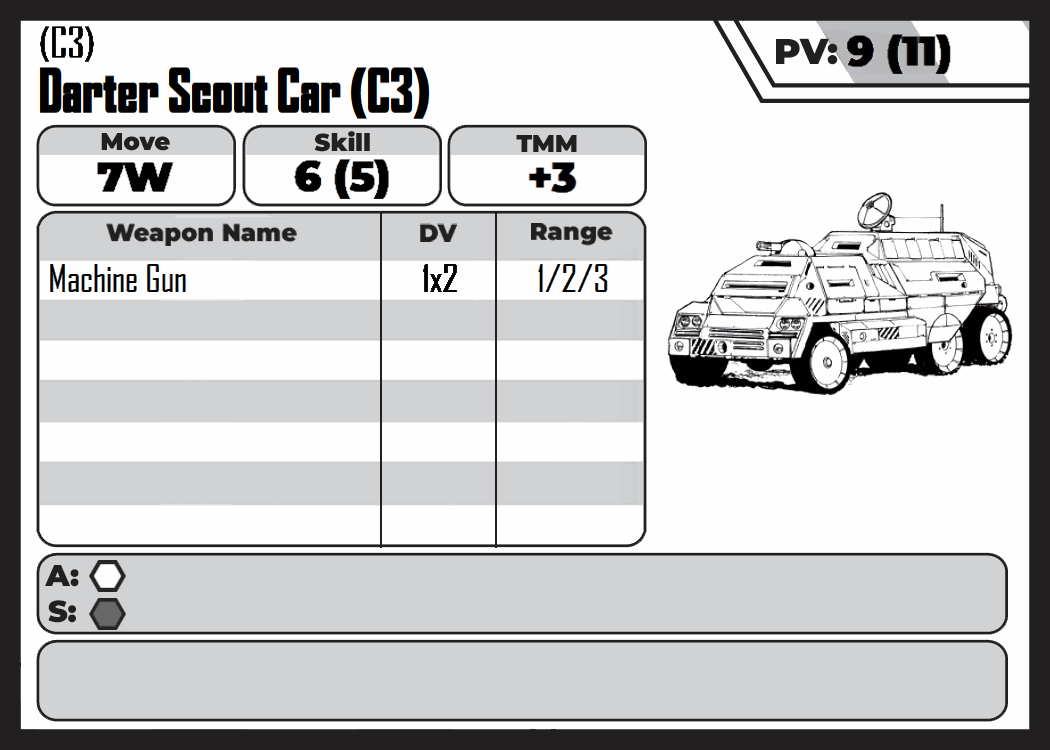 (C3)
Darter Scout Car (C3)
PV: 9 (11)
Move Skill TMM
7W 6 (5) +3
Weapon Name DV Range
Machine Gun 1x2 1/2/3
A:
S: